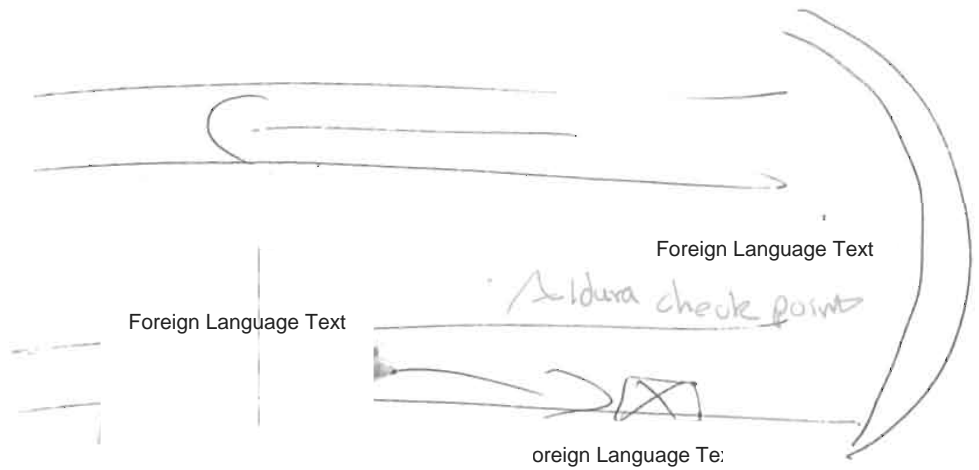 Foreign Language Text
Aldura check point
Foreign Language Text
oreign Language Te